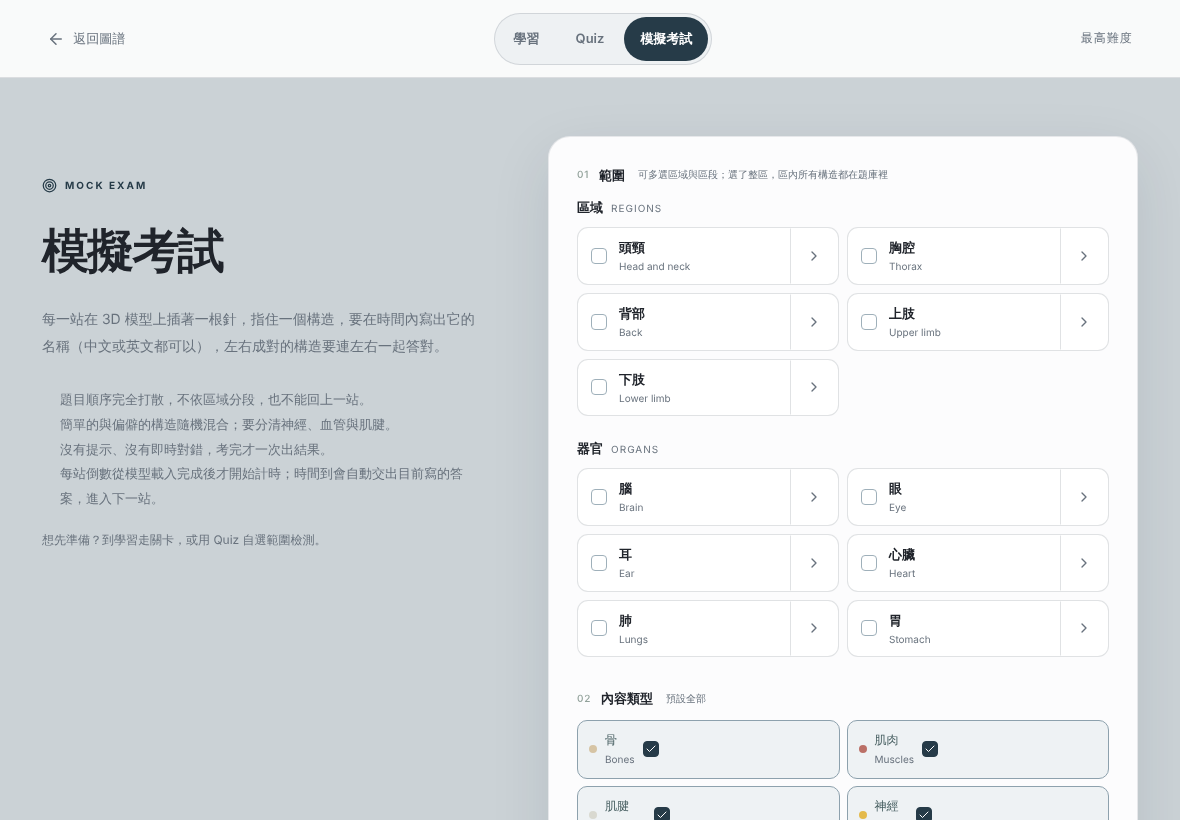 返回圖譜
學習
Quiz
模擬考試
最高難度
MOCK EXAM
模擬考試
每一站在 3D 模型上插著一根針，指住一個構造，要在時間內寫出它的
名稱（中文或英文都可以），左右成對的構造要連左右一起答對。
題目順序完全打散，不依區域分段，也不能回上一站。
簡單的與偏僻的構造隨機混合；要分清神經、血管與肌腱。
沒有提示、沒有即時對錯，考完才一次出結果。
每站倒數從模型載入完成後才開始計時；時間到會自動交出目前寫的答
案，進入下一站。
想先準備？到學習走關卡，或用 Quiz 自選範圍檢測。
01 範圍 可多選區域與區段；選了整區，區內所有構造都在題庫裡
區域 REGIONS
頭頸
Head and neck
胸腔
Thorax
背部
Back
上肢
Upper limb
下肢
Lower limb
器官 ORGANS
腦
Brain
眼
Eye
耳
Ear
心臟
Heart
肺
Lungs
胃
Stomach
02 內容類型 預設全部
骨
Bones
肌肉
Muscles
肌腱
神經